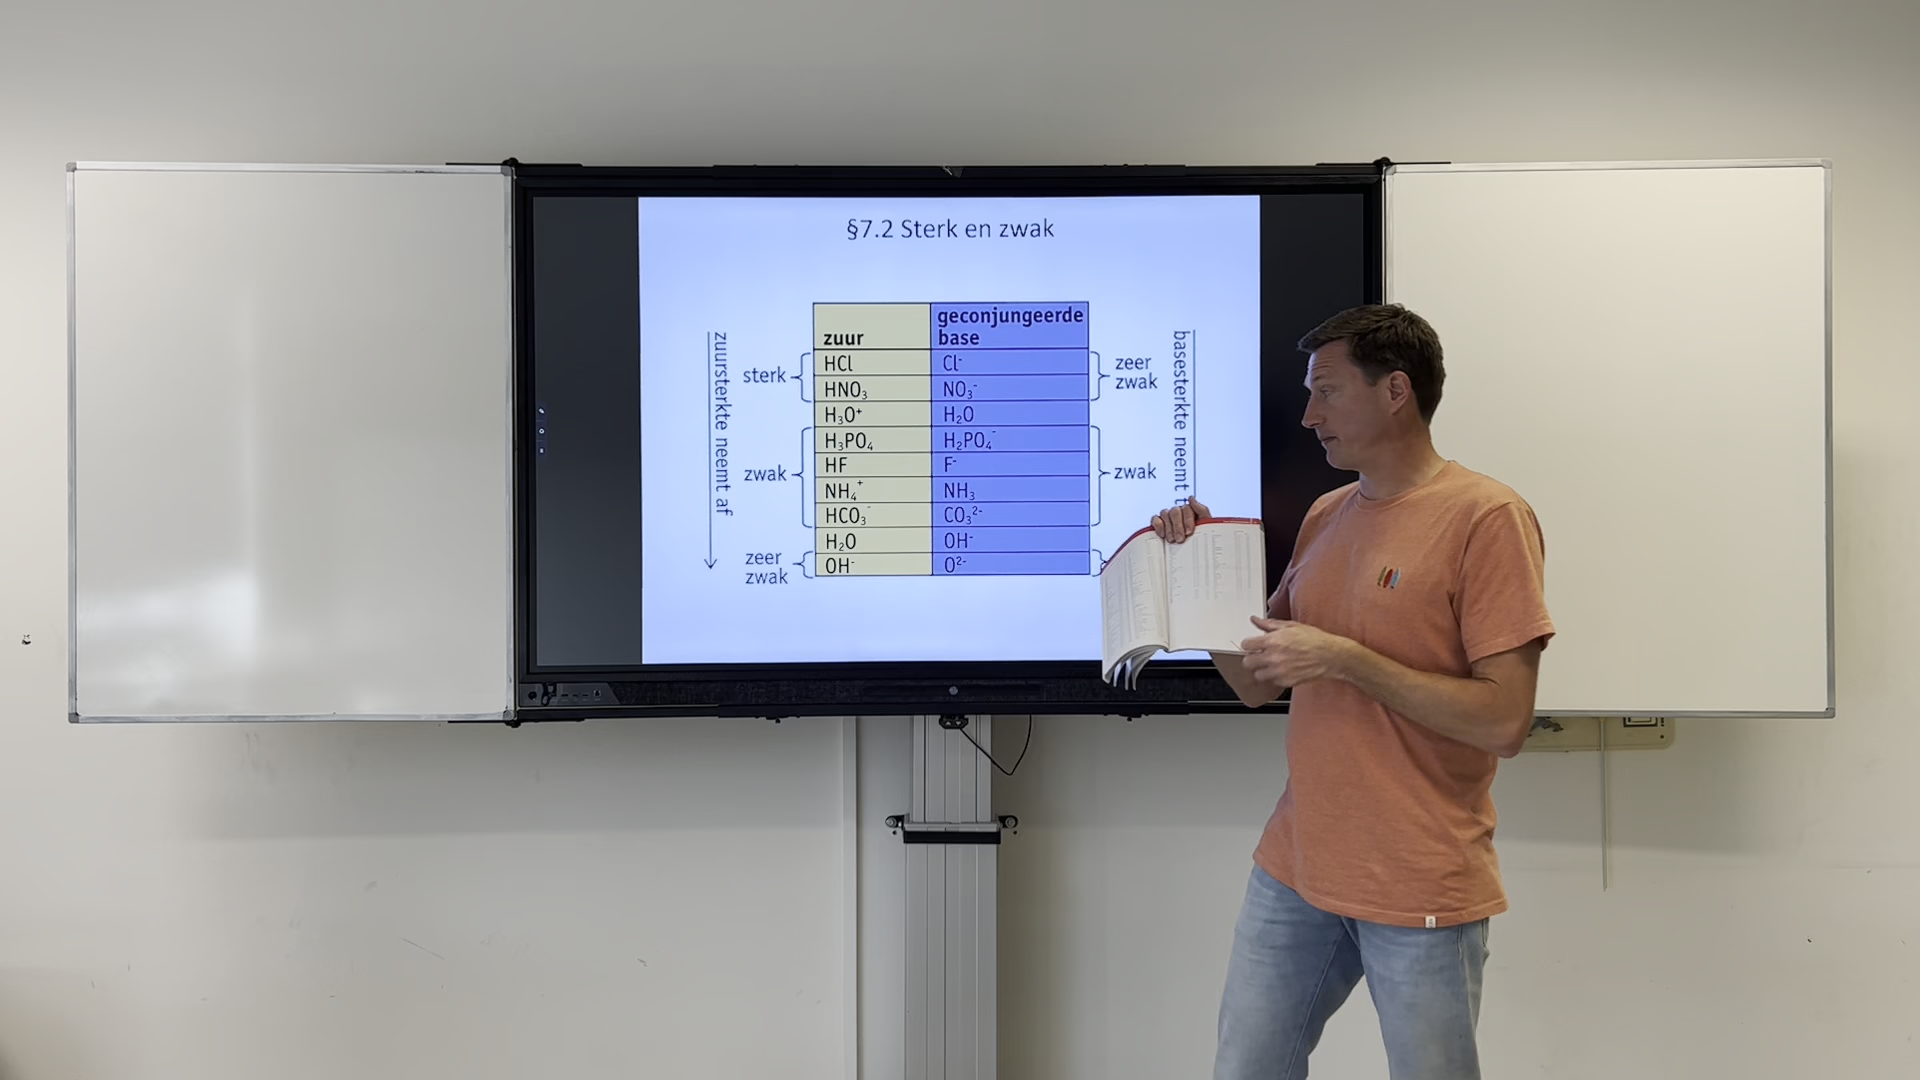 §7.2 Sterk en zwak
zuursterkte neemt af
zuur
geconjungeerde
base
sterk
HCl
Cl⁻
zeer
zwak
HNO₃
NO₃⁻
H₃O⁺
H₂O
zwak
H₃PO₄
H₂PO₄⁻
zwak
HF
F⁻
NH₄⁺
NH₃
HCO₃⁻
CO₃²⁻
H₂O
OH⁻
zeer
zwak
OH⁻
O²⁻
basesterkte neemt